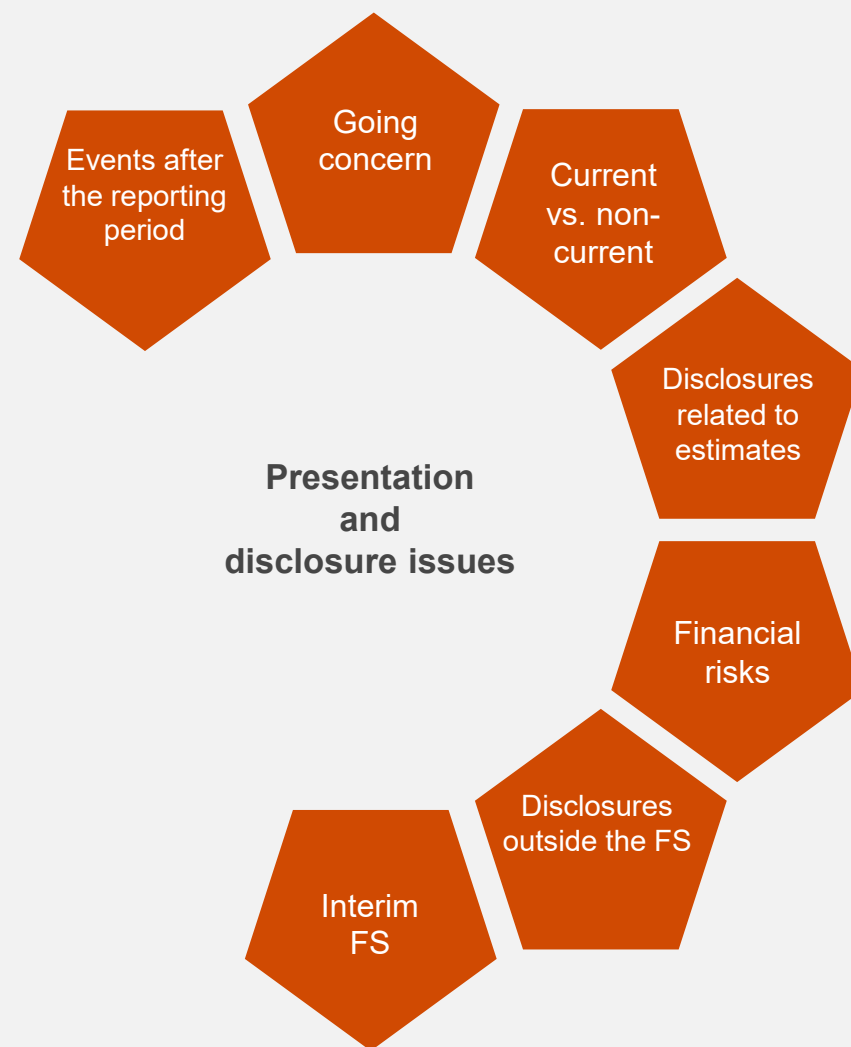 Events after
the reporting
period
Going
concern
Current
vs. non-
current
Disclosures
related to
estimates
Presentation
and
disclosure issues
Financial
risks
Disclosures
outside the FS
Interim
FS